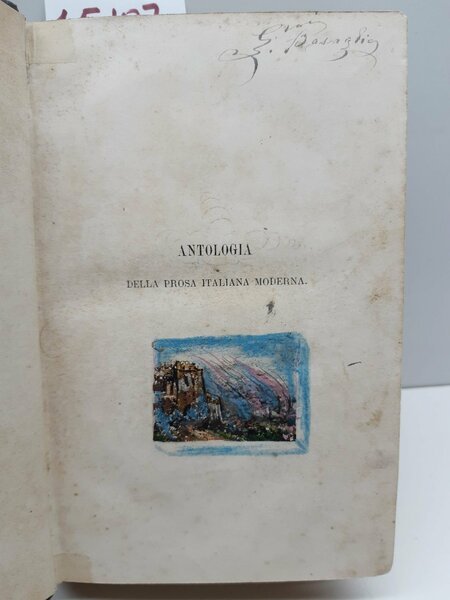 ANTOLOGIA
DELLA PROSA ITALIANA MODERNA.